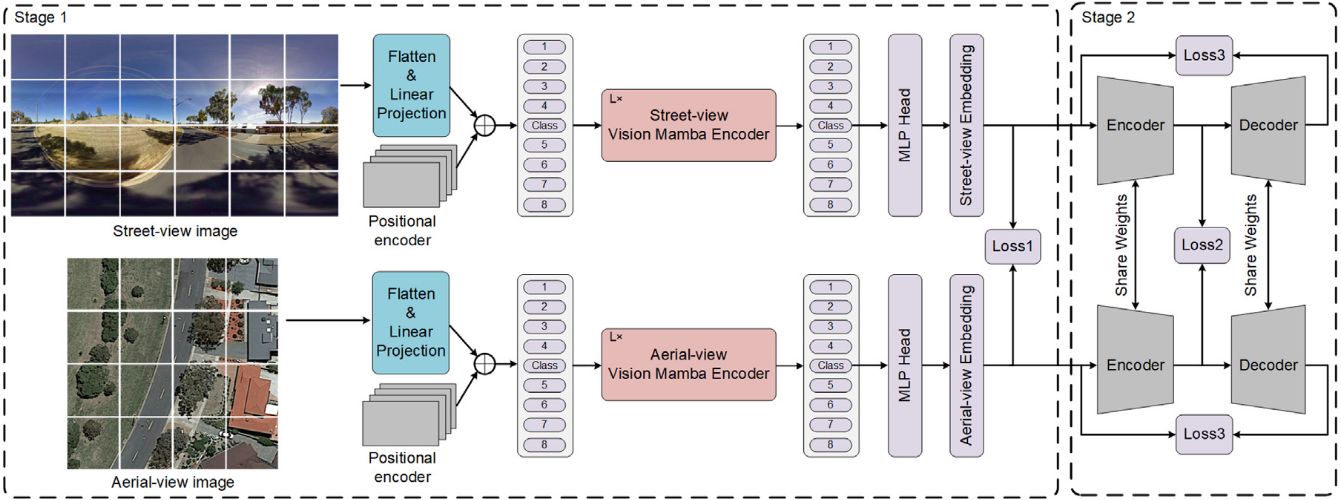 Stage 1
Street-view image
Flatten
&
Linear
Projection
Positional
encoder
1
2
3
4
Class
5
6
7
8
L×
Street-view
Vision Mamba Encoder
1
2
3
4
Class
5
6
7
8
MLP Head
Street-view Embedding
Loss1
Aerial-view image
Flatten
&
Linear
Projection
Positional
encoder
1
2
3
4
Class
5
6
7
8
L×
Aerial-view
Vision Mamba Encoder
1
2
3
4
Class
5
6
7
8
MLP Head
Aerial-view Embedding
Stage 2
Loss3
Encoder
Decoder
Share Weights
Loss2
Share Weights
Encoder
Decoder
Loss3